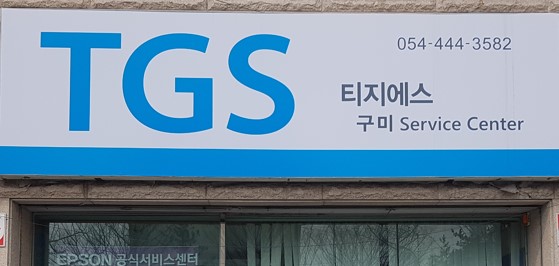 TGS
054-444-3582
티지에스
구미 Service Center
EPSON 공식서비스센터